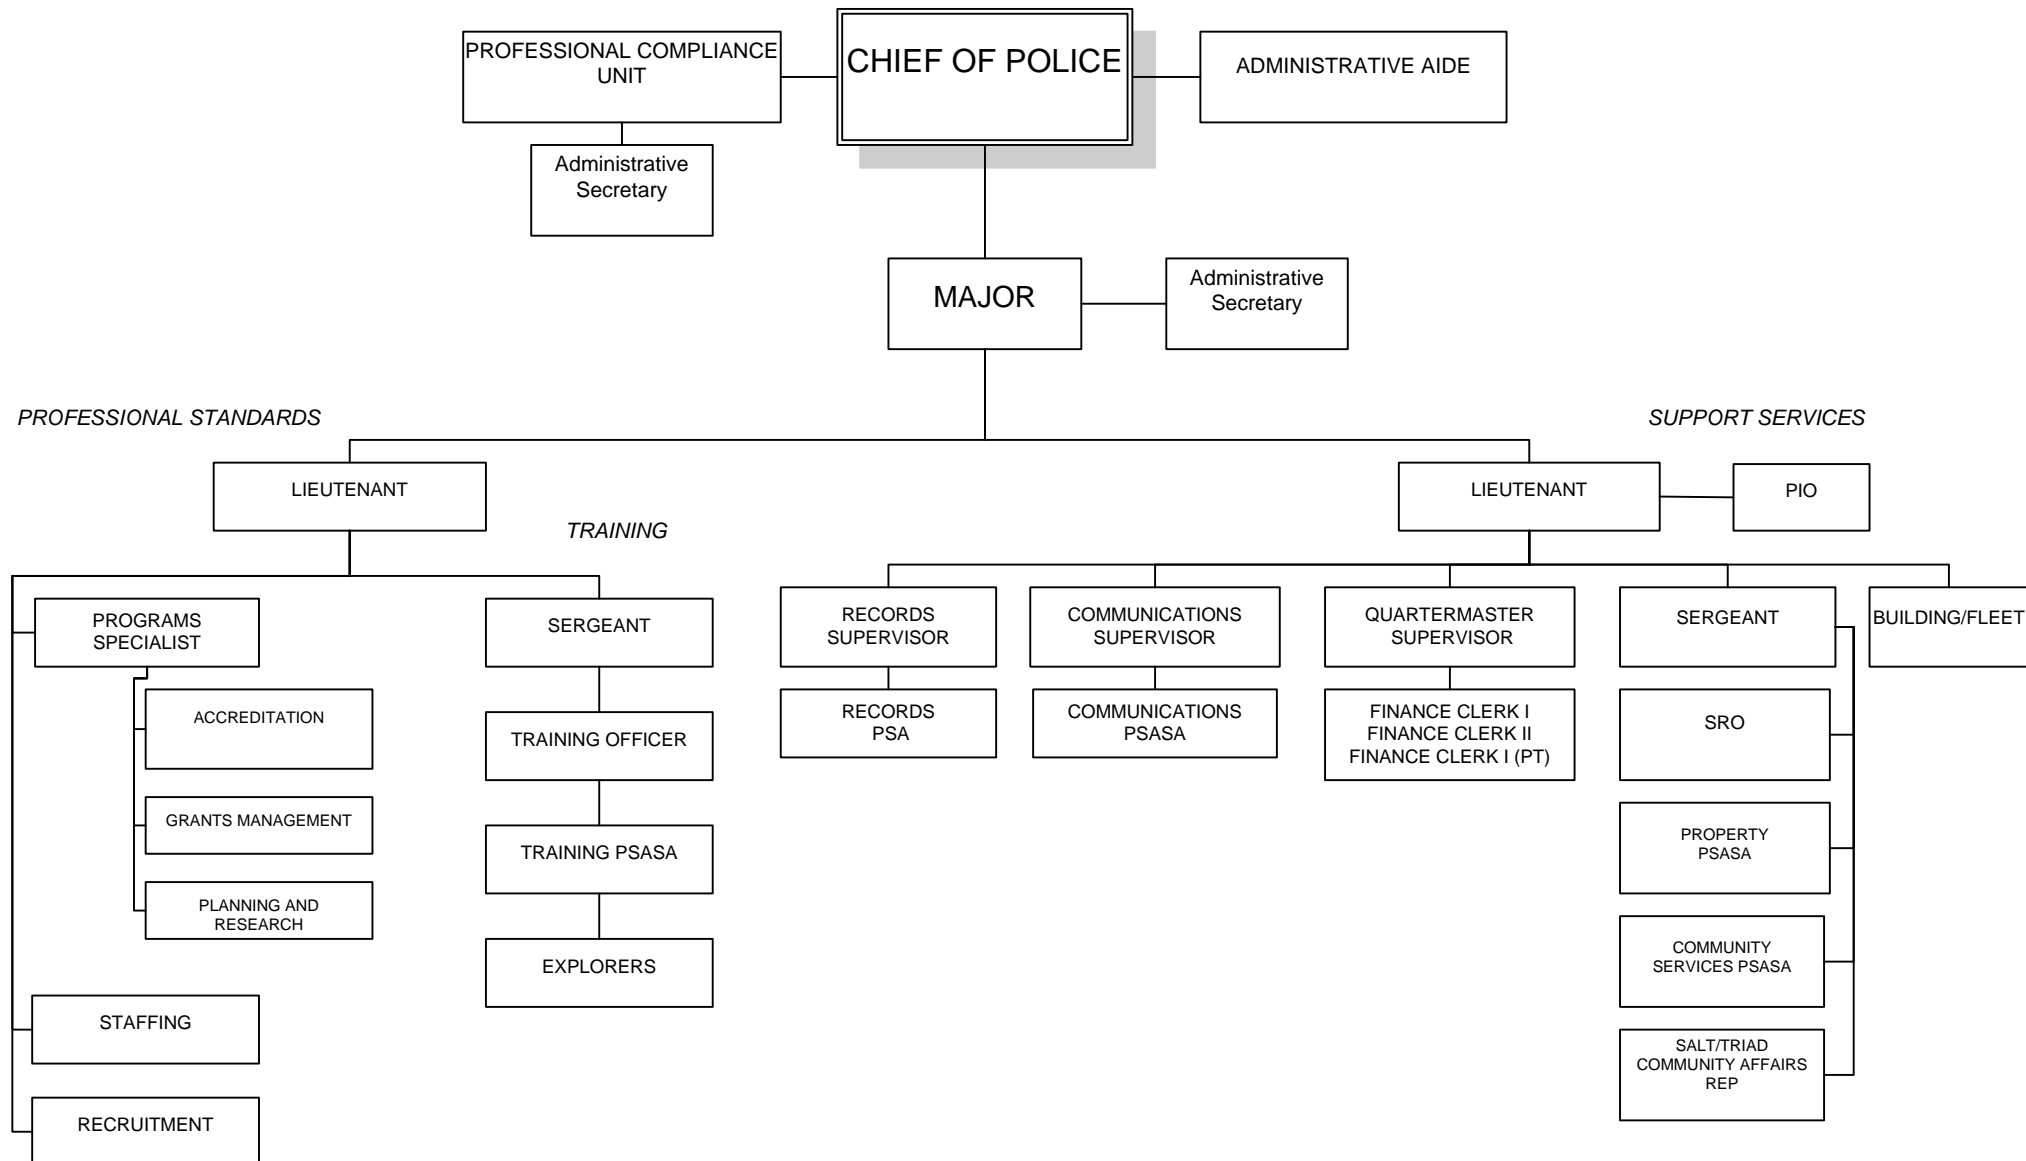 PROFESSIONAL COMPLIANCE
UNIT
CHIEF OF POLICE
ADMINISTRATIVE AIDE
Administrative
Secretary
MAJOR
Administrative
Secretary
PROFESSIONAL STANDARDS
SUPPORT SERVICES
LIEUTENANT
LIEUTENANT
PIO
TRAINING
PROGRAMS
SPECIALIST
SERGEANT
RECORDS
SUPERVISOR
COMMUNICATIONS
SUPERVISOR
QUARTERMASTER
SUPERVISOR
SERGEANT
BUILDING/FLEET
ACCREDITATION
TRAINING OFFICER
RECORDS
PSA
COMMUNICATIONS
PSASA
FINANCE CLERK I
FINANCE CLERK II
FINANCE CLERK I (PT)
SRO
GRANTS MANAGEMENT
TRAINING PSASA
PROPERTY
PSASA
PLANNING AND
RESEARCH
EXPLORERS
COMMUNITY
SERVICES PSASA
STAFFING
SALT/TRIAD
COMMUNITY AFFAIRS
REP
RECRUITMENT